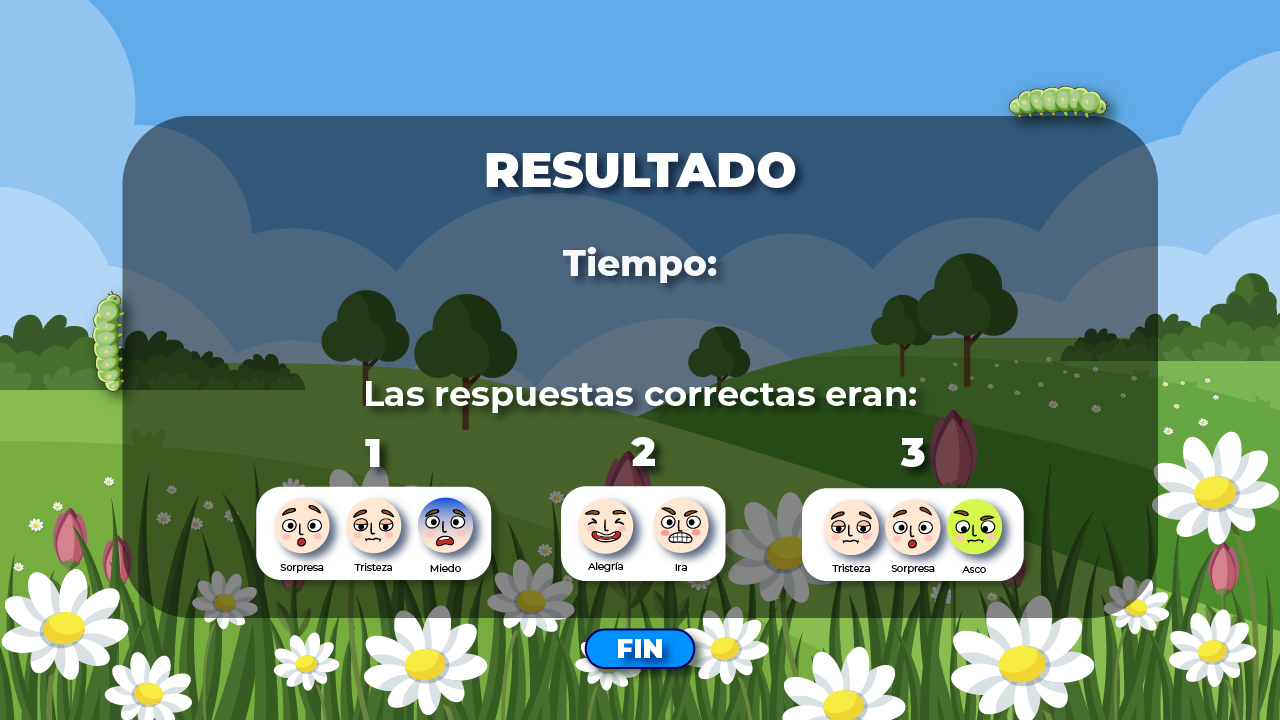 RESULTADO
Tiempo:
Las respuestas correctas eran:
1 2 3
Sorpresa Tristeza Miedo Alegría Ira Tristeza Sorpresa Asco
FIN